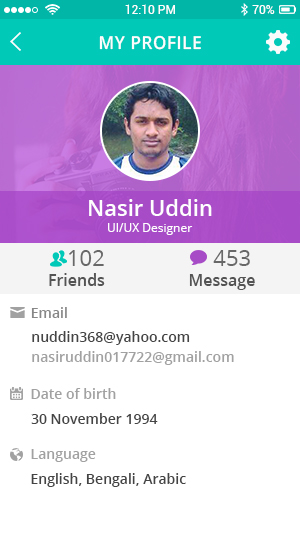 12:10 PM 70%
MY PROFILE
Nasir Uddin
UI/UX Designer
102 453
Friends Message
Email
nuddin368@yahoo.com
nasiruddin017722@gmail.com
Date of birth
30 November 1994
Language
English, Bengali, Arabic